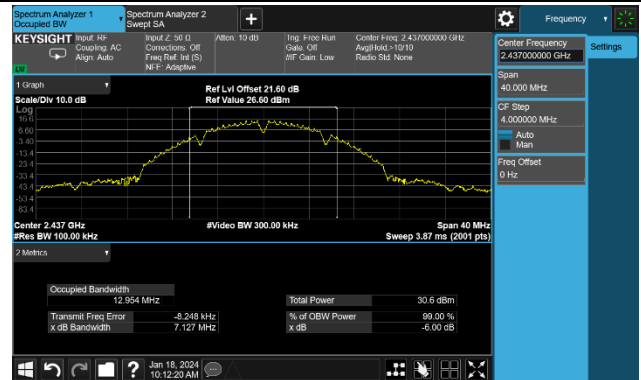 Spectrum Analyzer 1
Occupied BW
Spectrum Analyzer 2
Swept SA
Frequency
KEYSIGHT
Input: RF
Coupling: AC
Align: Auto
Input Z: 50 Ω
Corrections: Off
Freq Ref: Int (S)
NFE: Adaptive
Atten: 10 dB
Trig: Free Run
Gate: Off
#IF Gain: Low
Center Freq: 2.437000000 GHz
Avg|Hold:>10/10
Radio Std: None
Center Frequency
2.437000000 GHz
Settings
Span
40.000 MHz
CF Step
4.000000 MHz
Auto
Man
Freq Offset
0 Hz
1 Graph
Scale/Div 10.0 dB
Ref Lvl Offset 21.60 dB
Ref Value 26.60 dBm
Log
16.6
6.60
-3.40
-13.4
-23.4
-33.4
-43.4
-53.4
-63.4
Center 2.437 GHz
#Res BW 100.00 kHz
#Video BW 300.00 kHz
Span 40 MHz
Sweep 3.87 ms (2001 pts)
2 Metrics
Occupied Bandwidth
12.954 MHz
Total Power
30.6 dBm
Transmit Freq Error
-8.248 kHz
% of OBW Power
99.00 %
x dB Bandwidth
7.127 MHz
x dB
-6.00 dB
?
Jan 18, 2024
10:12:20 AM